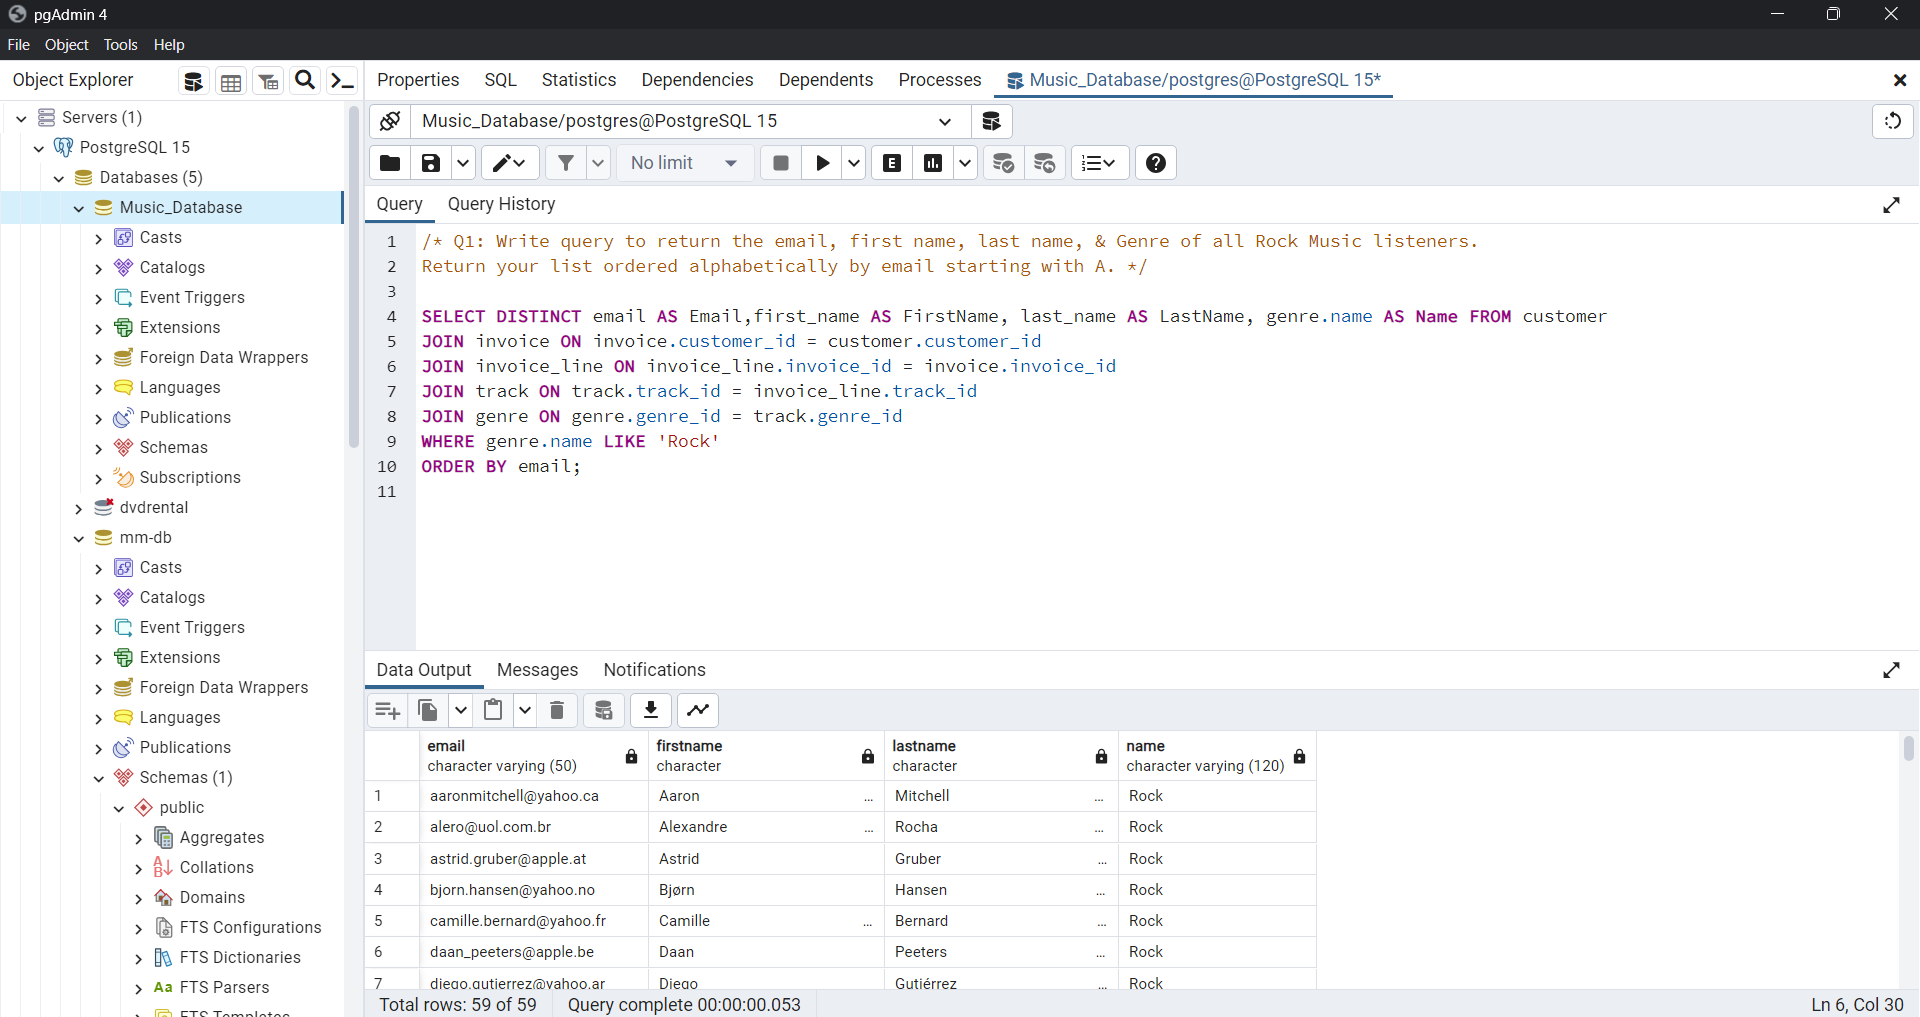 pgAdmin 4
File Object Tools Help
Object Explorer
Properties SQL Statistics Dependencies Dependents Processes Music_Database/postgres@PostgreSQL 15*
Servers (1)
PostgreSQL 15
Databases (5)
Music_Database
Casts
Catalogs
Event Triggers
Extensions
Foreign Data Wrappers
Languages
Publications
Schemas
Subscriptions
dvdrental
mm-db
Casts
Catalogs
Event Triggers
Extensions
Foreign Data Wrappers
Languages
Publications
Schemas (1)
public
Aggregates
Collations
Domains
FTS Configurations
FTS Dictionaries
Aa FTS Parsers
FTS Templates
Music_Database/postgres@PostgreSQL 15
No limit
E
Query Query History
1 /* Q1: Write query to return the email, first name, last name, & Genre of all Rock Music listeners.
2 Return your list ordered alphabetically by email starting with A. */
3
4 SELECT DISTINCT email AS Email,first_name AS FirstName, last_name AS LastName, genre.name AS Name FROM customer
5 JOIN invoice ON invoice.customer_id = customer.customer_id
6 JOIN invoice_line ON invoice_line.invoice_id = invoice.invoice_id
7 JOIN track ON track.track_id = invoice_line.track_id
8 JOIN genre ON genre.genre_id = track.genre_id
9 WHERE genre.name LIKE 'Rock'
10 ORDER BY email;
11
Data Output Messages Notifications
email firstname lastname name
character varying (50) character character character varying (120)
1 aaronmitchell@yahoo.ca Aaron ... Mitchell ... Rock
2 alero@uol.com.br Alexandre ... Rocha ... Rock
3 astrid.gruber@apple.at Astrid Gruber ... Rock
4 bjorn.hansen@yahoo.no Bjørn Hansen ... Rock
5 camille.bernard@yahoo.fr Camille ... Bernard ... Rock
6 daan_peeters@apple.be Daan Peeters ... Rock
7 diego.gutierrez@yahoo.ar Diego Gutiérrez ... Rock
Total rows: 59 of 59 Query complete 00:00:00.053 Ln 6, Col 30